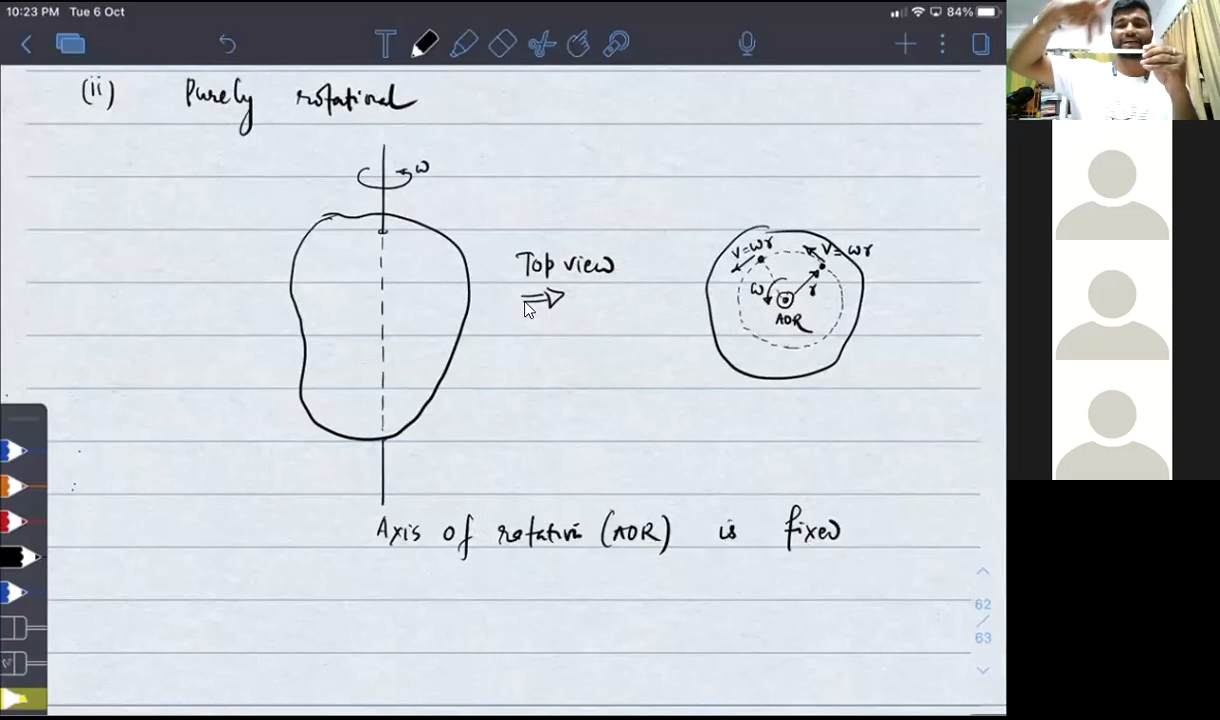 10:23 PM Tue 6 Oct
84%
T
(ii) Purely rotational
ω
Top view
V=ωr
V=ωr
ω
r
AOR
Axis of rotation (AOR) is fixed
62
/
63